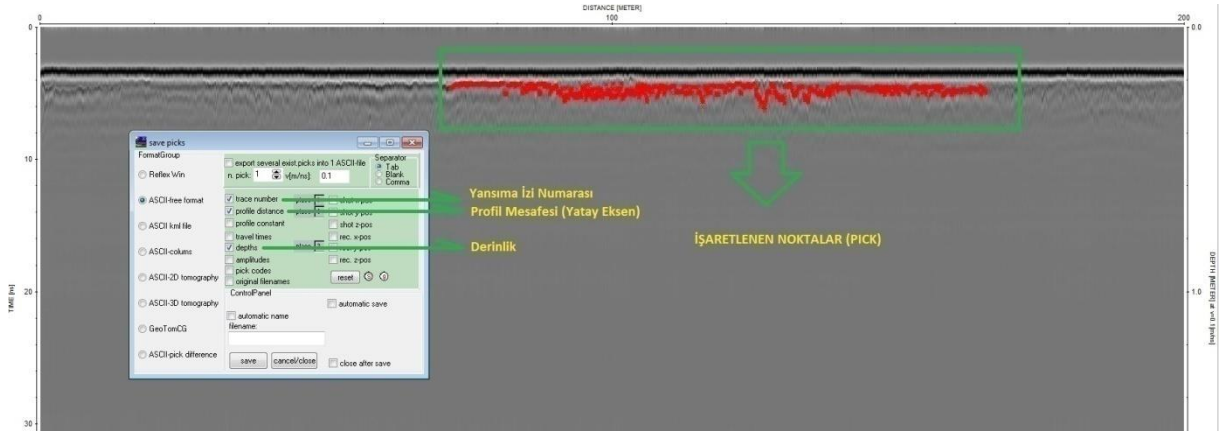 DISTANCE [METER]
0 100 200
0 0.0
save picks
FormatGroup
Reflex Win
ASCII-free format
ASCII kml file
ASCII-colums
ASCII-2D tomography
ASCII-3D tomography
GeoTomCG
ASCII-pick difference
export several exist.picks into 1 ASCII-file
n. pick: 1 v[m/ns]: 0.1
Separator
Tab
Blank
Comma
trace number
profile distance
profile constant
shot z-pos
travel times
rec. x-pos
depths
amplitudes
rec. z-pos
pick codes
original filenames
reset
ControlPanel
automatic save
automatic name
filename:
save cancel/close close after save
Yansıma İzi Numarası
Profil Mesafesi (Yatay Eksen)
Derinlik
İŞARETLENEN NOKTALAR (PICK)
10
20
30
TIME [ns]
1.0
DEPTH [METER] at v=0.1[m/ns]